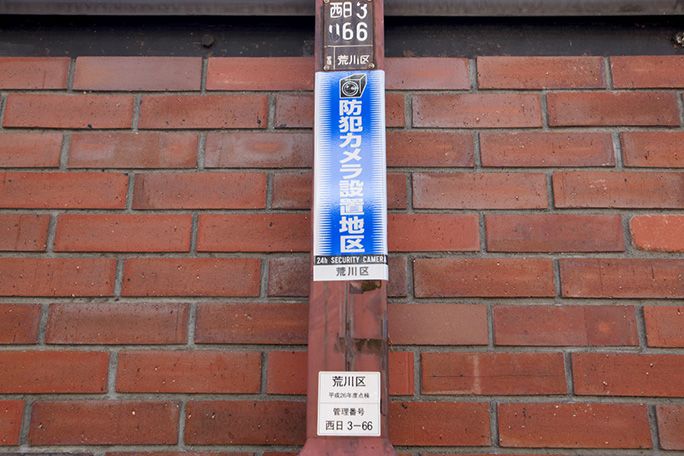 西日3
66
荒川区
防犯カメラ設置地区
24h SECURITY CAMERA
荒川区
荒川区
平成26年度点検
管理番号
西日 3−66